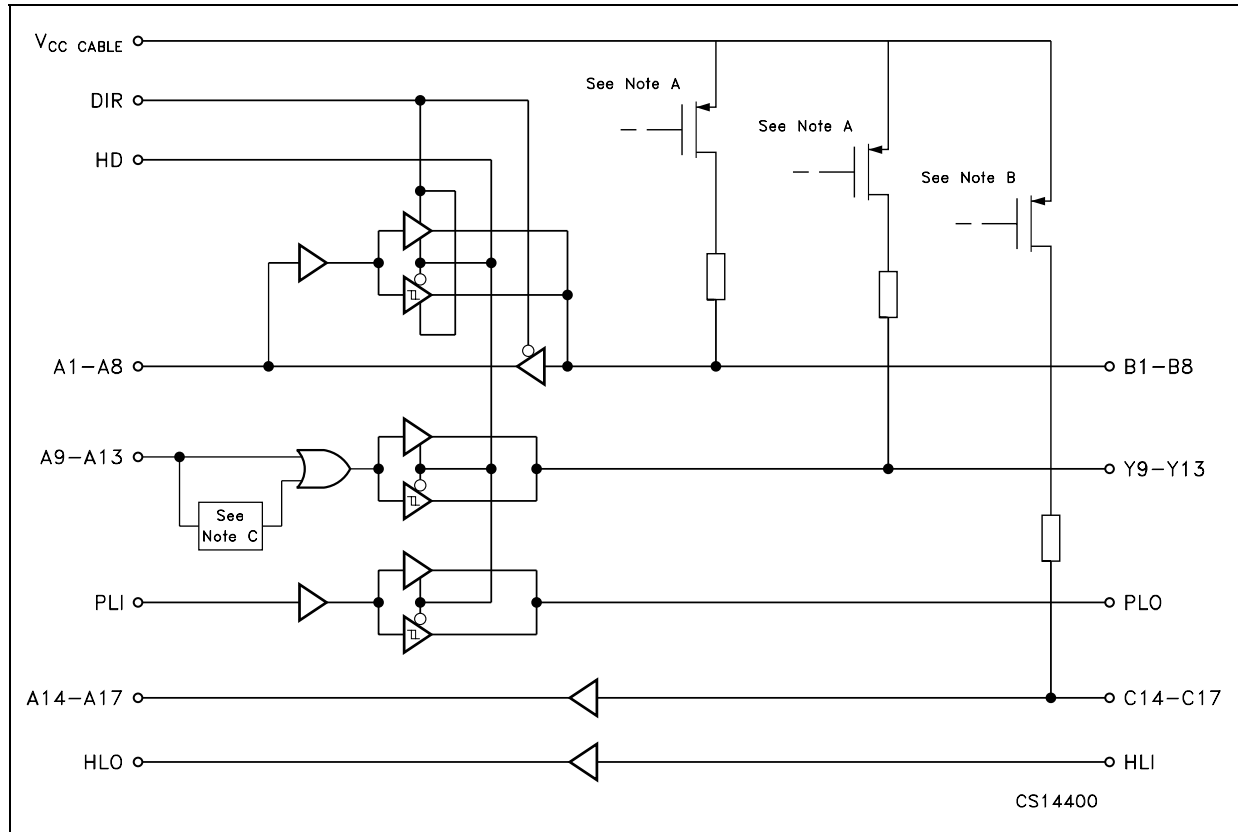 VCC CABLE
DIR
HD
See Note A
See Note A
See Note B
A1-A8
B1-B8
A9-A13
Y9-Y13
See
Note C
PLI
PLO
A14-A17
C14-C17
HLO
HLI
CS14400